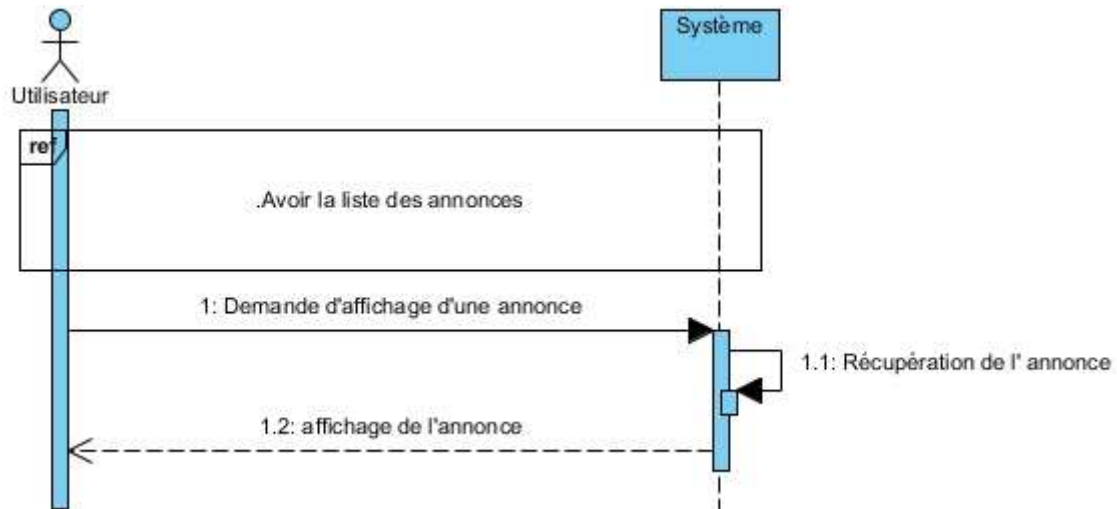 Système
Utilisateur
ref
.Avoir la liste des annonces
1: Demande d'affichage d'une annonce
1.1: Récupération de l' annonce
1.2: affichage de l'annonce